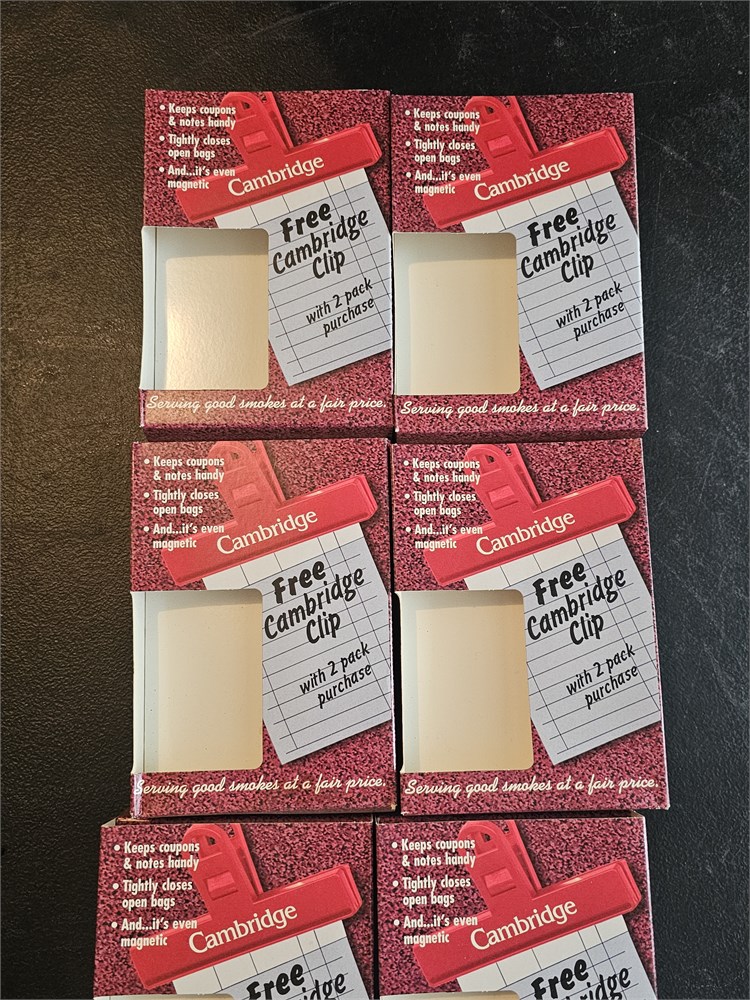 • Keeps coupons
& notes handy
• Tightly closes
open bags
• And...it's even
magnetic
Cambridge
Free
Cambridge
Clip
with 2 pack
purchase
Serving good smokes at a fair price.
• Keeps coupons
& notes handy
• Tightly closes
open bags
• And...it's even
magnetic
Cambridge
Free
Cambridge
Clip
with 2 pack
purchase
Serving good smokes at a fair price.
• Keeps coupons
& notes handy
• Tightly closes
open bags
• And...it's even
magnetic
Cambridge
Free
Cambridge
Clip
with 2 pack
purchase
Serving good smokes at a fair price.
• Keeps coupons
& notes handy
• Tightly closes
open bags
• And...it's even
magnetic
Cambridge
Free
Cambridge
Clip
with 2 pack
purchase
Serving good smokes at a fair price.
• Keeps coupons
& notes handy
• Tightly closes
open bags
• And...it's even
magnetic
Cambridge
Free
• Keeps coupons
& notes handy
• Tightly closes
open bags
• And...it's even
magnetic
Cambridge
Free